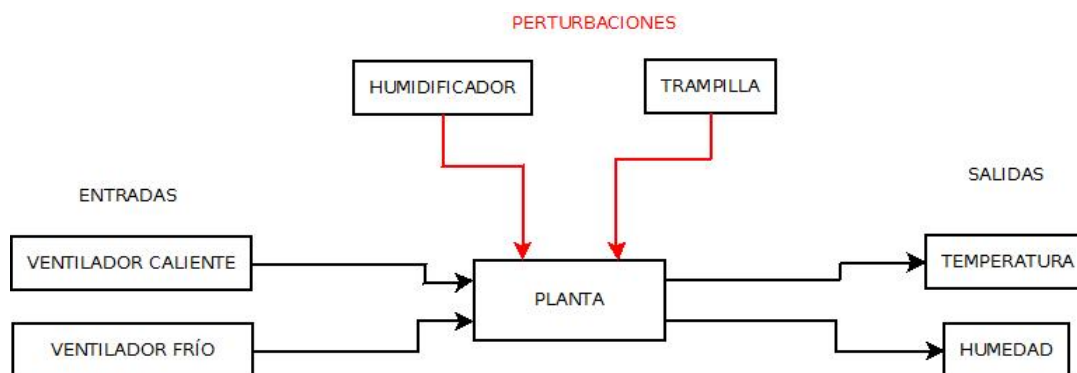 PERTURBACIONES
HUMIDIFICADOR
TRAMPILLA
ENTRADAS
SALIDAS
VENTILADOR CALIENTE
TEMPERATURA
PLANTA
VENTILADOR FRÍO
HUMEDAD